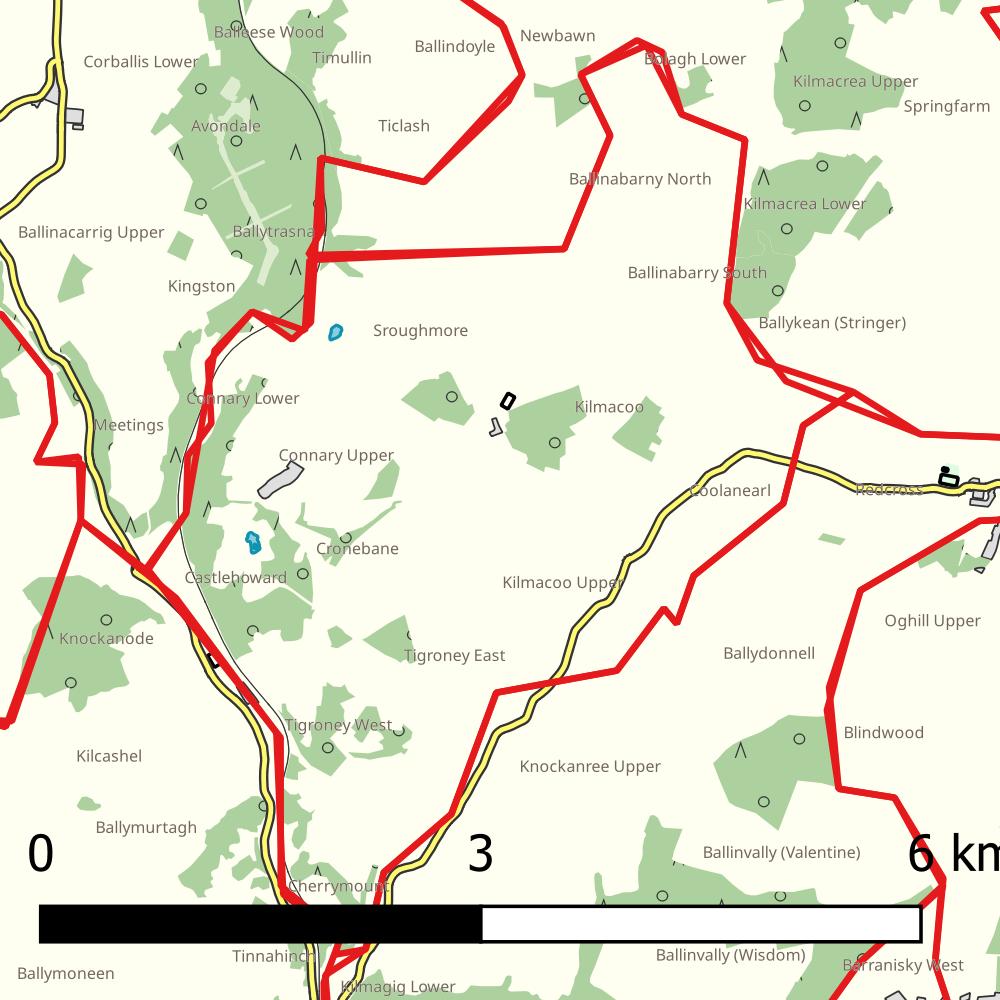 Balleese Wood
Newbawn
Ballindoyle
Timullin
Corballis Lower
Balagh Lower
Kilmacrea Upper
Springfarm
Avondale
Ticlash
Ballinabarny North
Kilmacrea Lower
Ballinacarrig Upper
Ballytrasna
Ballinabarry South
Kingston
Sroughmore
Ballykean (Stringer)
Connary Lower
Kilmacoo
Meetings
Connary Upper
Coolanearl
Redcross
Cronebane
Castlehoward
Kilmacoo Upper
Oghill Upper
Knockanode
Tigroney East
Ballydonnell
Tigroney West
Blindwood
Kilcashel
Knockanree Upper
Ballymurtagh
0 3 6 km
Ballinvally (Valentine)
Cherrymount
Tinnahinch
Ballinvally (Wisdom)
Barranisky West
Ballymoneen
Kilmagig Lower